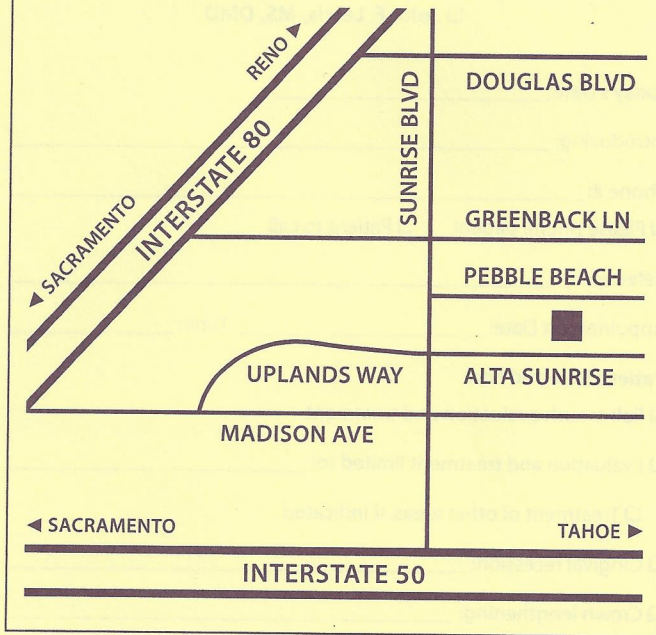 RENO ▲
DOUGLAS BLVD
SUNRISE BLVD
INTERSTATE 80
◄ SACRAMENTO
GREENBACK LN
PEBBLE BEACH
UPLANDS WAY
ALTA SUNRISE
MADISON AVE
◄ SACRAMENTO
TAHOE ►
INTERSTATE 50